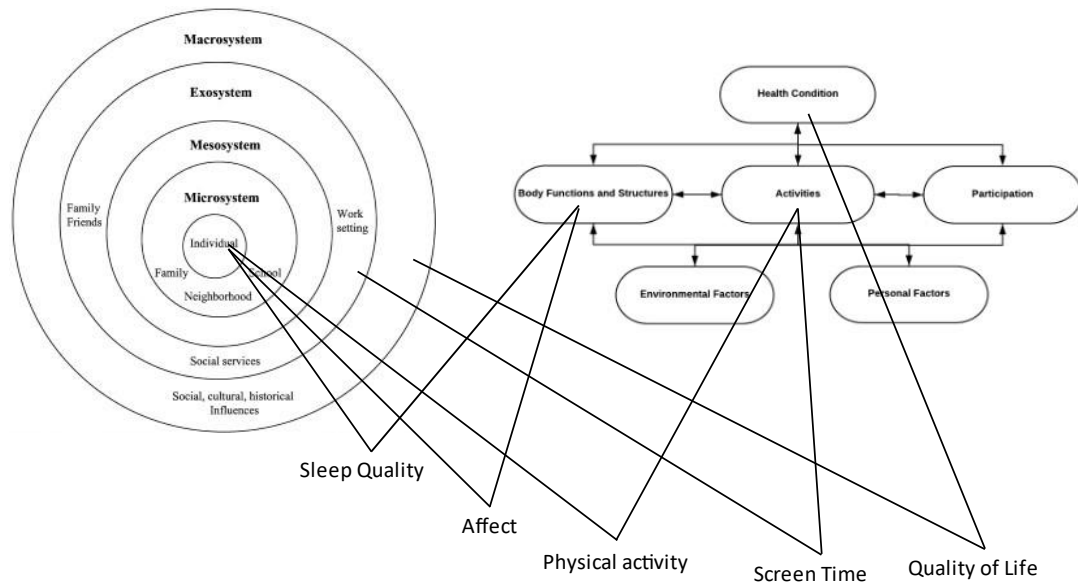 Macrosystem
Exosystem
Mesosystem
Microsystem
Individual
Family
Friends
Work
setting
Family
School
Neighborhood
Social services
Social, cultural, historical
Influences
Health Condition
Body Functions and Structures
Activities
Participation
Environmental Factors
Personal Factors
Sleep Quality
Affect
Physical activity
Screen Time
Quality of Life